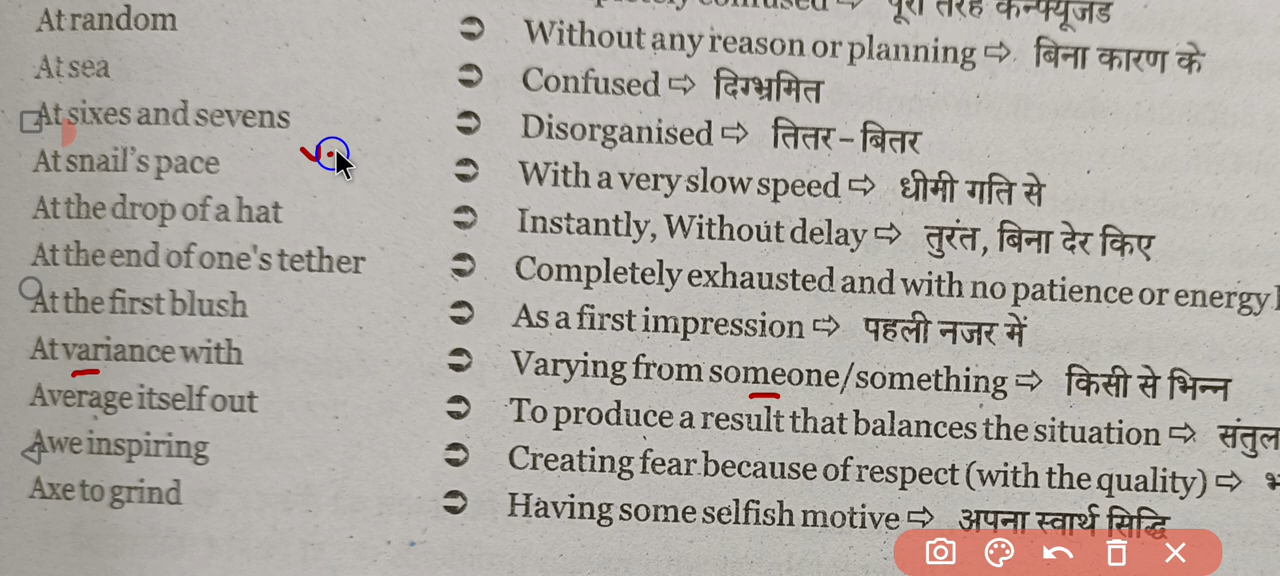 पूरी तरह कन्फ्यूजड
At random ➲ Without any reason or planning ⇨ बिना कारण के
At sea ➲ Confused ⇨ दिग्भ्रमित
At sixes and sevens ➲ Disorganised ⇨ तितर – बितर
At snail's pace ➲ With a very slow speed ⇨ धीमी गति से
At the drop of a hat ➲ Instantly, Without delay ⇨ तुरंत, बिना देर किए
At the end of one's tether ➲ Completely exhausted and with no patience or energy
At the first blush ➲ As a first impression ⇨ पहली नजर में
At variance with ➲ Varying from someone/something ⇨ किसी से भिन्न
Average itself out ➲ To produce a result that balances the situation ⇨
Awe inspiring ➲ Creating fear because of respect (with the quality) ⇨
Axe to grind ➲ Having some selfish motive ⇨ अपना स्वार्थ सिद्धि